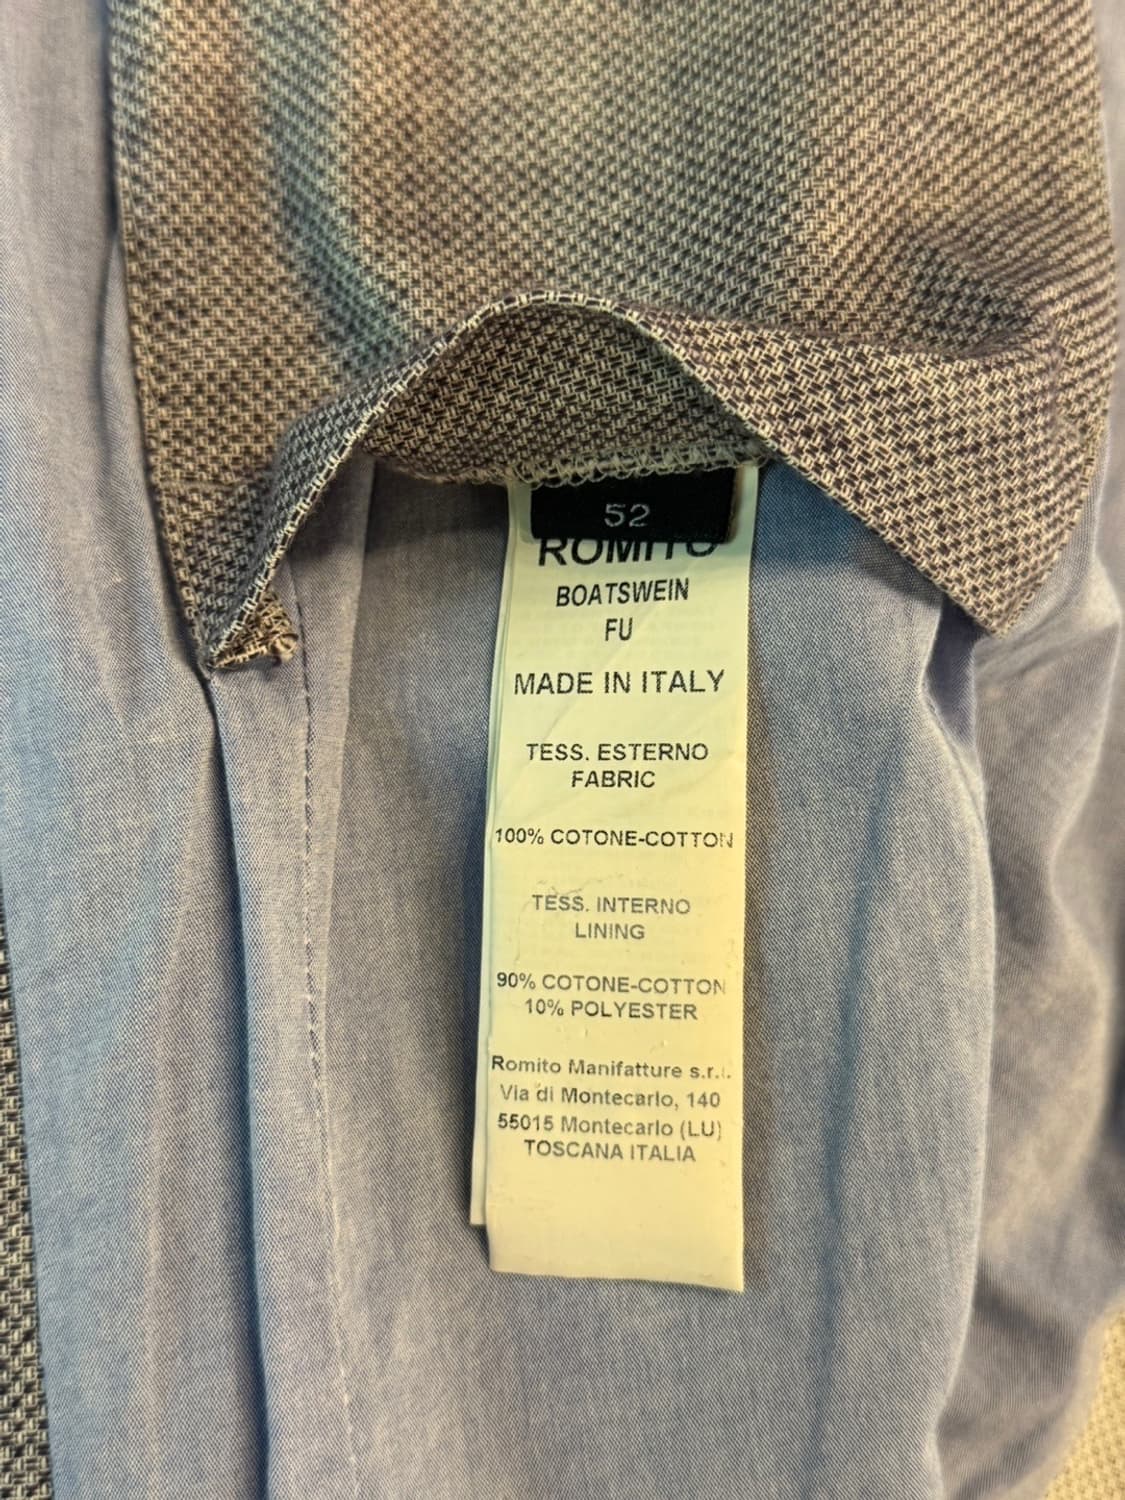 52
ROMITO
BOATSWEIN
FU
MADE IN ITALY
TESS. ESTERNO
FABRIC
100% COTONE-COTTON
TESS. INTERNO
LINING
90% COTONE-COTTON
10% POLYESTER
Romito Manifatture s.r.l.
Via di Montecarlo, 140
55015 Montecarlo (LU)
TOSCANA ITALIA